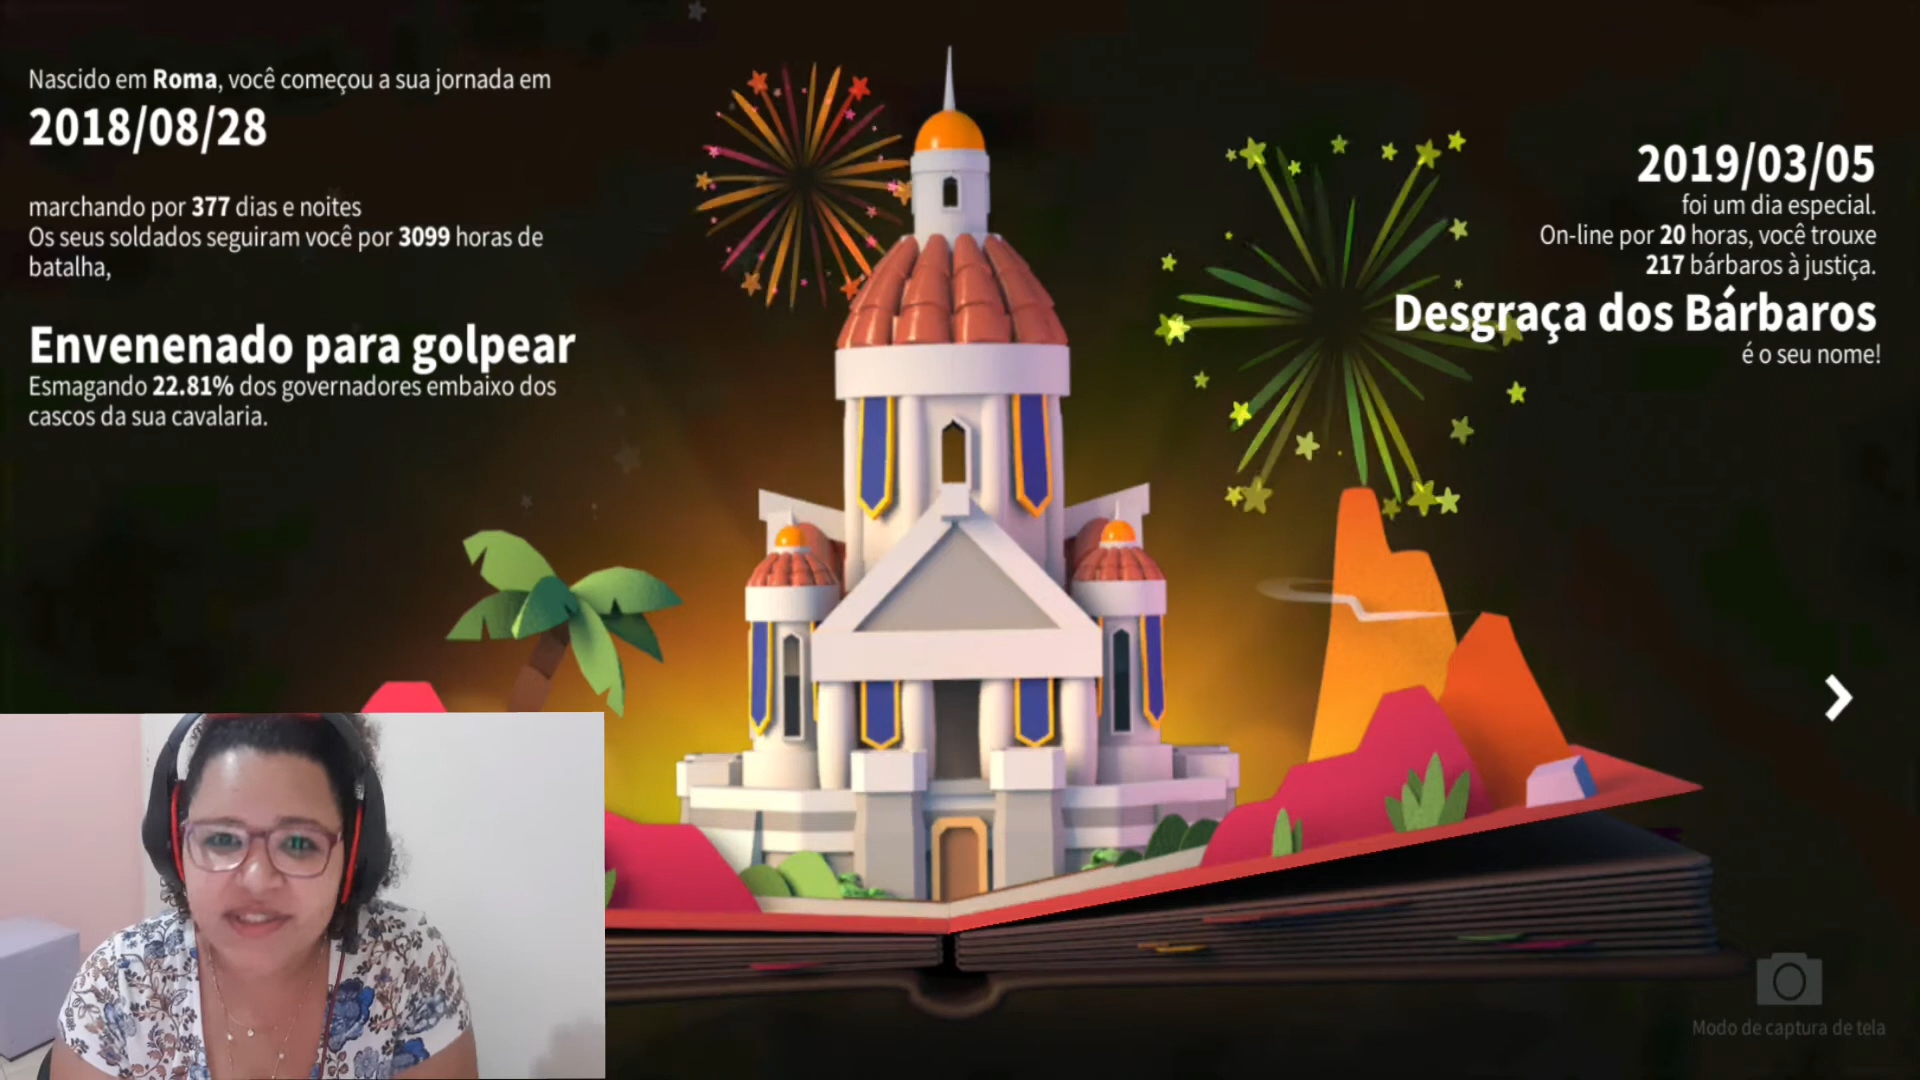 Nascido em Roma, você começou a sua jornada em
2018/08/28
marchando por 377 dias e noites
Os seus soldados seguiram você por 3099 horas de
batalha,
Envenenado para golpear
Esmagando 22.81% dos governadores embaixo dos
cascos da sua cavalaria.
2019/03/05
foi um dia especial.
On-line por 20 horas, você trouxe
217 bárbaros à justiça.
Desgraça dos Bárbaros
é o seu nome!
Modo de captura de tela